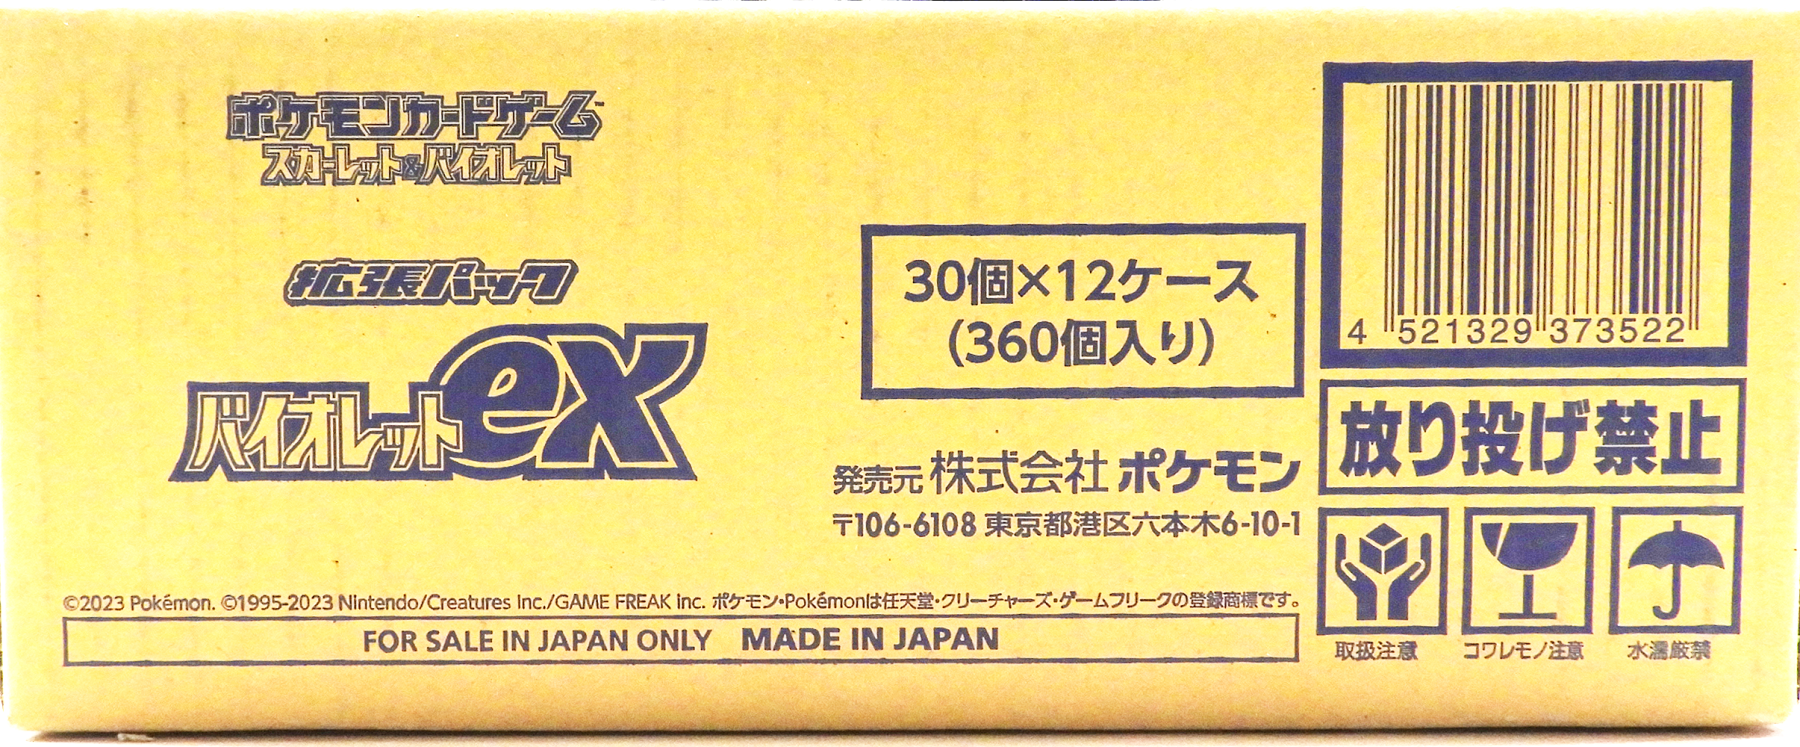 ポケモンカードゲーム™
スカーレット&バイオレット
拡張パック
バイオレットex
30個×12ケース
(360個入り)
発売元 株式会社 ポケモン
〒106-6108 東京都港区六本木6-10-1
©2023 Pokémon. ©1995-2023 Nintendo/Creatures Inc./GAME FREAK inc. ポケモン・Pokémonは任天堂・クリーチャーズ・ゲームフリークの登録商標です。
FOR SALE IN JAPAN ONLY MADE IN JAPAN
4 521329 373522
放り投げ禁止
取扱注意
コワレモノ注意
水濡厳禁